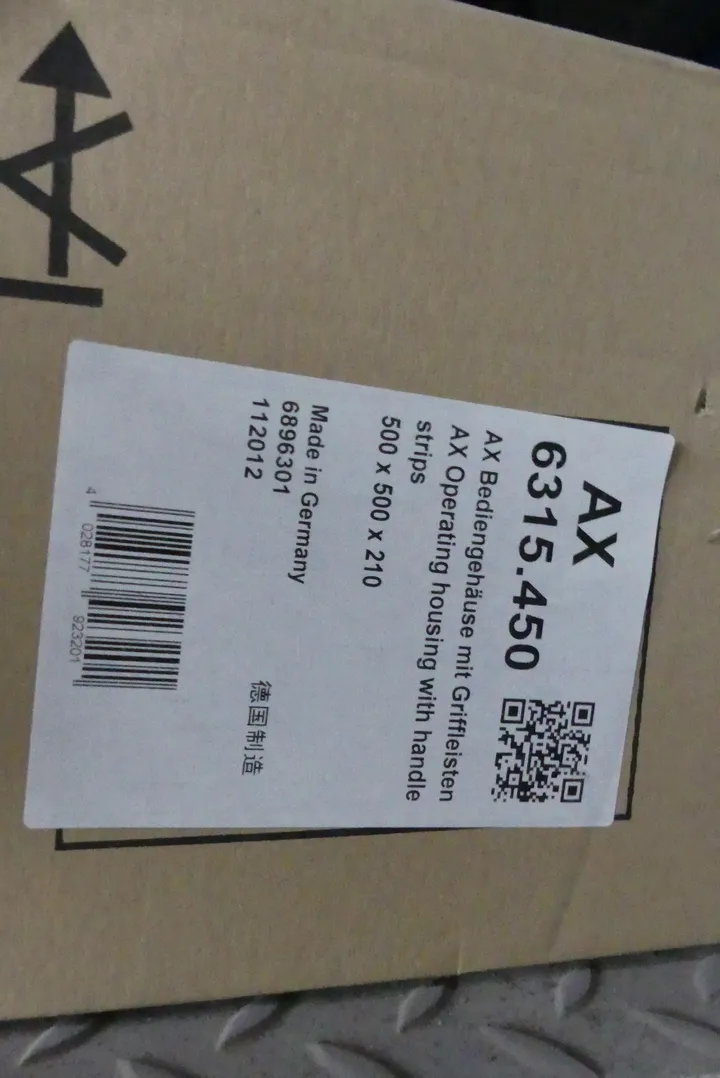 AX
6315.450
AX Bediengehäuse mit Griffleisten
AX Operating housing with handle
strips
500 x 500 x 210
Made in Germany
6896301
112012
德国制造
4 028177 923201